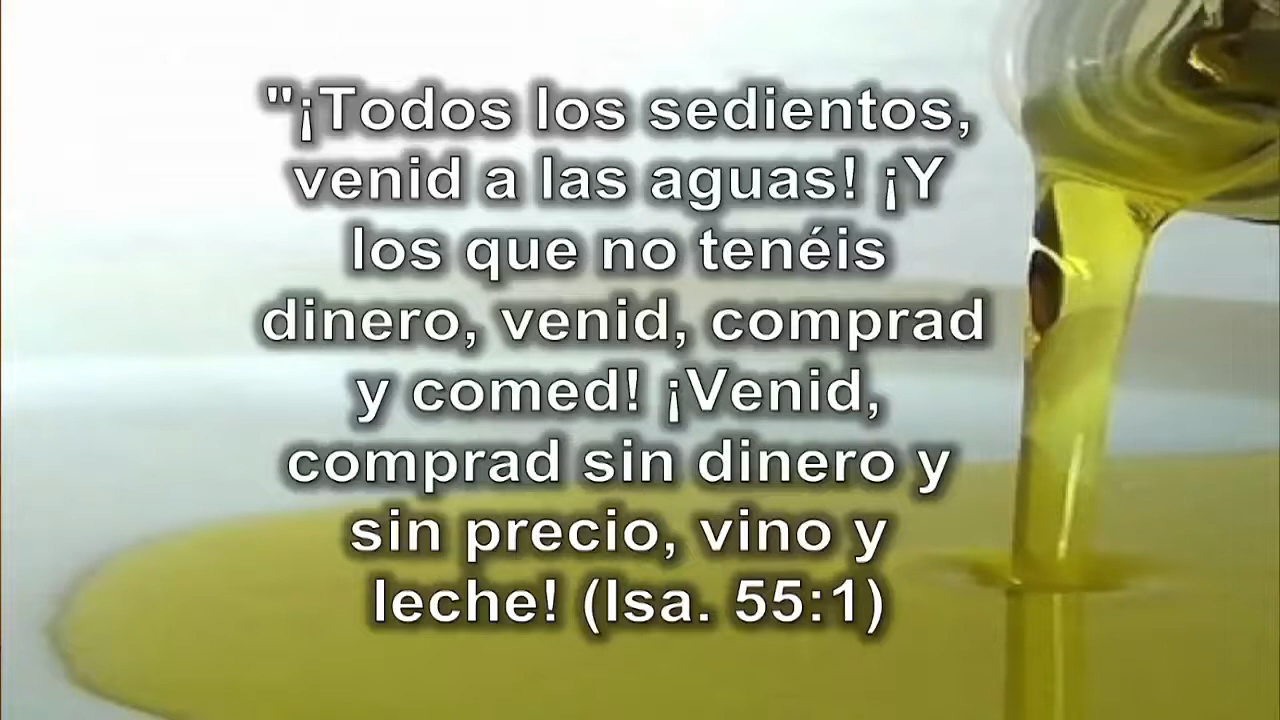 "¡Todos los sedientos,
venid a las aguas! ¡Y
los que no tenéis
dinero, venid, comprad
y comed! ¡Venid,
comprad sin dinero y
sin precio, vino y
leche! (Isa. 55:1)